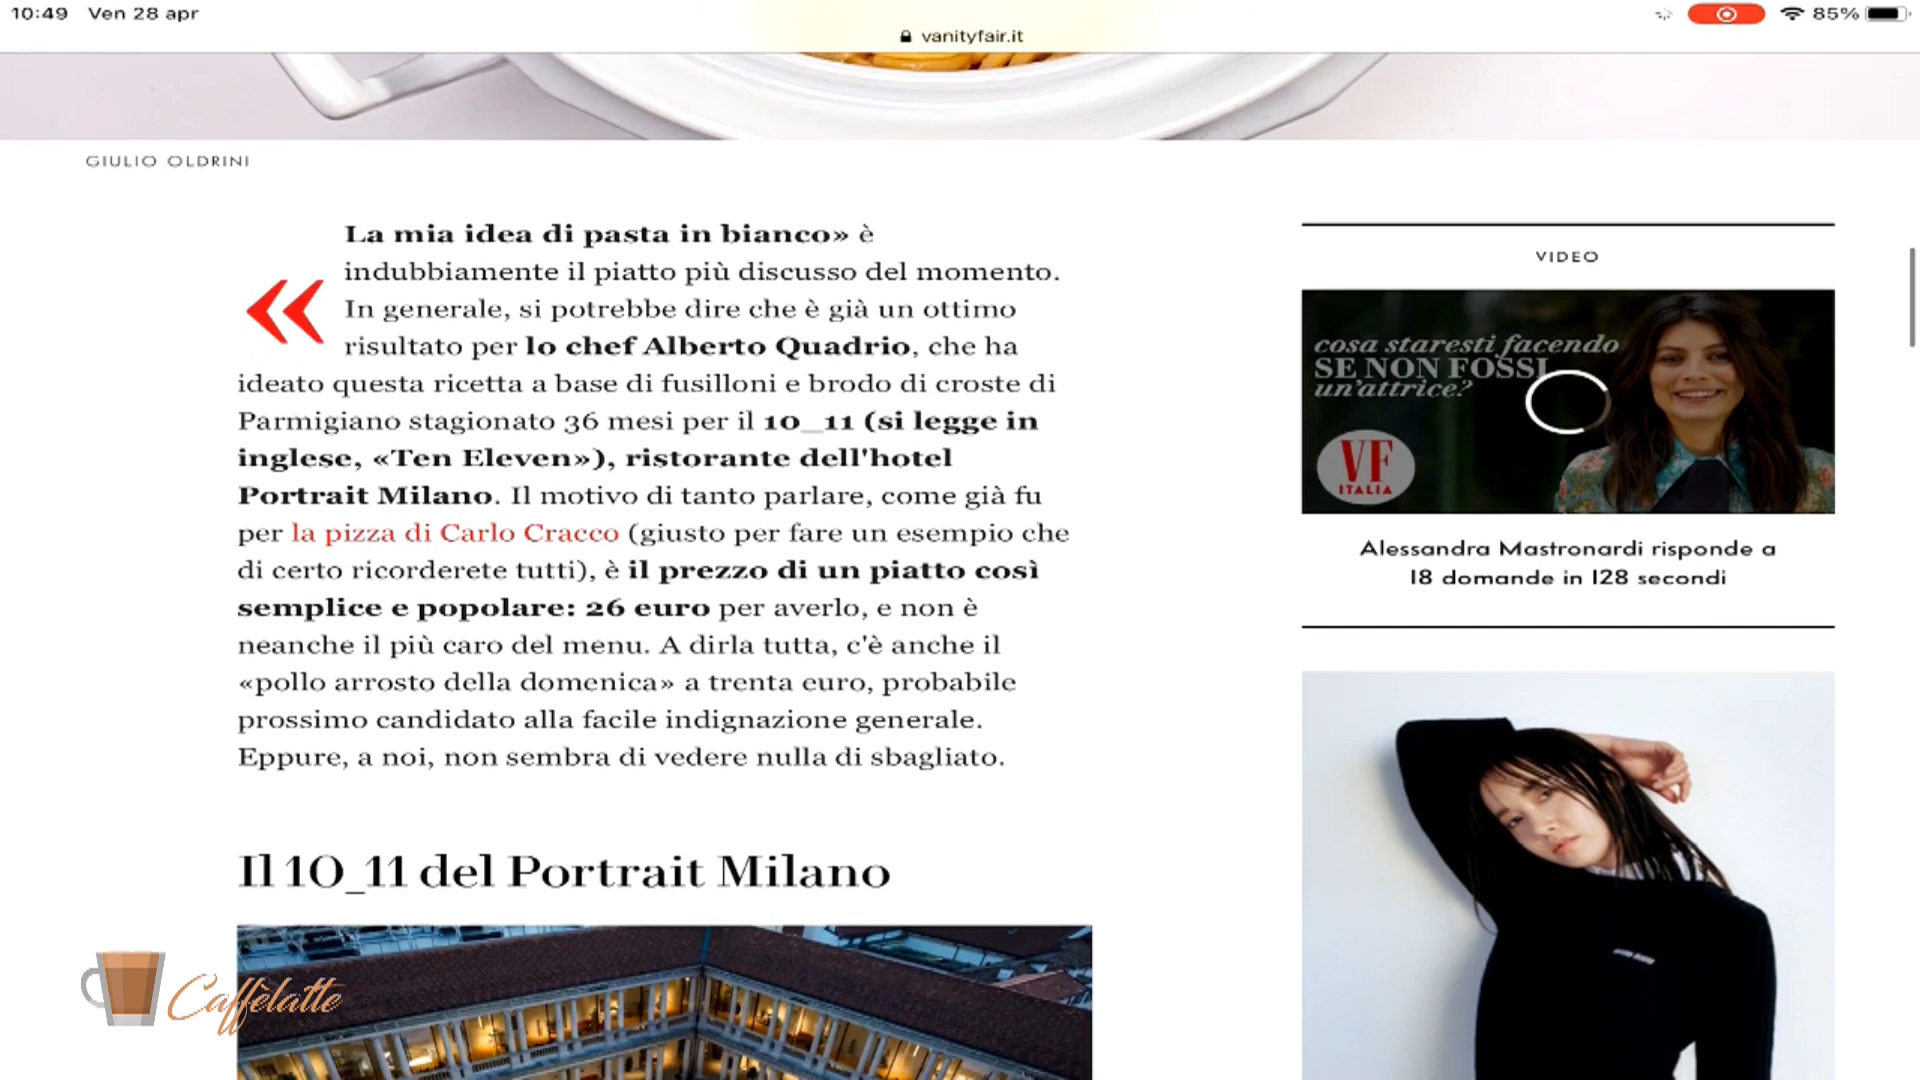 10:49 Ven 28 apr
85%
vanityfair.it
GIULIO OLDRINI
«
La mia idea di pasta in bianco» è
indubbiamente il piatto più discusso del momento.
In generale, si potrebbe dire che è già un ottimo
risultato per lo chef Alberto Quadrio, che ha
ideato questa ricetta a base di fusilloni e brodo di croste di
Parmigiano stagionato 36 mesi per il 10_11 (si legge in
inglese, «Ten Eleven»), ristorante dell'hotel
Portrait Milano. Il motivo di tanto parlare, come già fu
per la pizza di Carlo Cracco (giusto per fare un esempio che
di certo ricorderete tutti), è il prezzo di un piatto così
semplice e popolare: 26 euro per averlo, e non è
neanche il più caro del menu. A dirla tutta, c'è anche il
«pollo arrosto della domenica» a trenta euro, probabile
prossimo candidato alla facile indignazione generale.
Eppure, a noi, non sembra di vedere nulla di sbagliato.
Il 10_11 del Portrait Milano
VIDEO
cosa staresti facendo
SE NON FOSSI
un'attrice?
VF
ITALIA
Alessandra Mastronardi risponde a
18 domande in 128 secondi
Caffèlatte